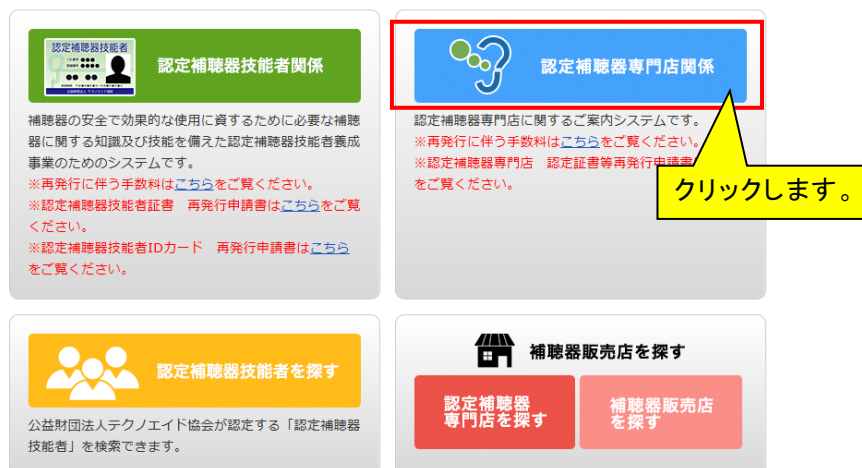 認定補聴器技能者
認定補聴器技能者関係
補聴器の安全で効果的な使用に資するために必要な補聴
器に関する知識及び技能を備えた認定補聴器技能者養成
事業のためのシステムです。
※再発行に伴う手数料はこちらをご覧ください。
※認定補聴器技能者証書 再発行申請書はこちらをご覧
ください。
※認定補聴器技能者IDカード 再発行申請書はこちら
をご覧ください。
認定補聴器専門店関係
認定補聴器専門店に関するご案内システムです。
※再発行に伴う手数料はこちらをご覧ください。
※認定補聴器専門店 認定証書等再発行申請書
をご覧ください。
クリックします。
認定補聴器技能者を探す
公益財団法人テクノエイド協会が認定する「認定補聴器
技能者」を検索できます。
補聴器販売店を探す
認定補聴器
専門店を探す
補聴器販売店
を探す